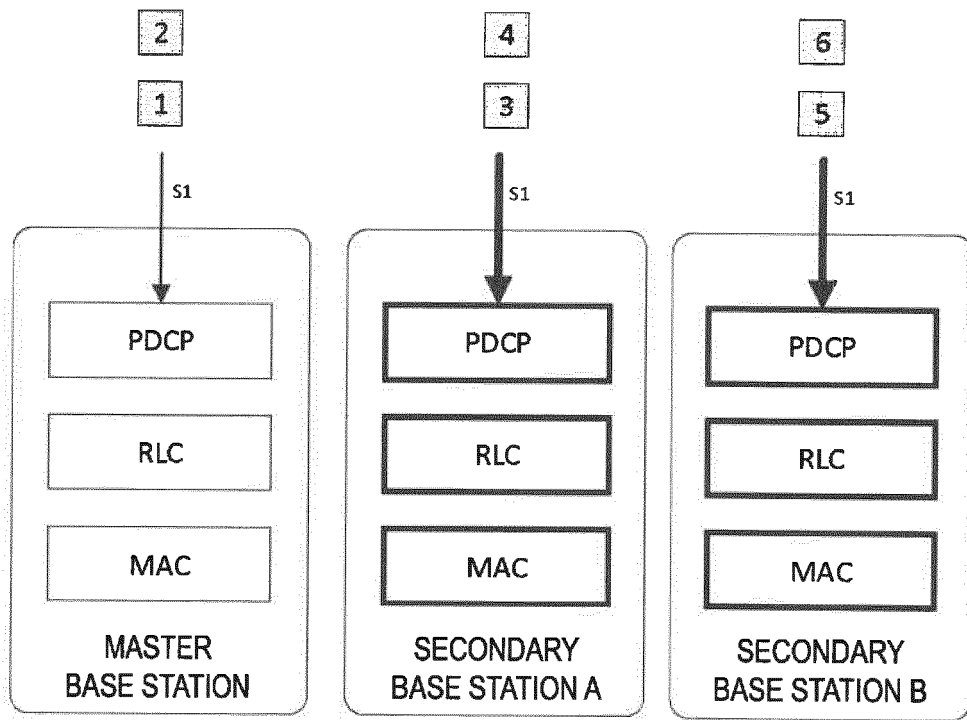 2
1
S1
PDCP
RLC
MAC
MASTER
BASE STATION
4
3
S1
PDCP
RLC
MAC
SECONDARY
BASE STATION A
6
5
S1
PDCP
RLC
MAC
SECONDARY
BASE STATION B